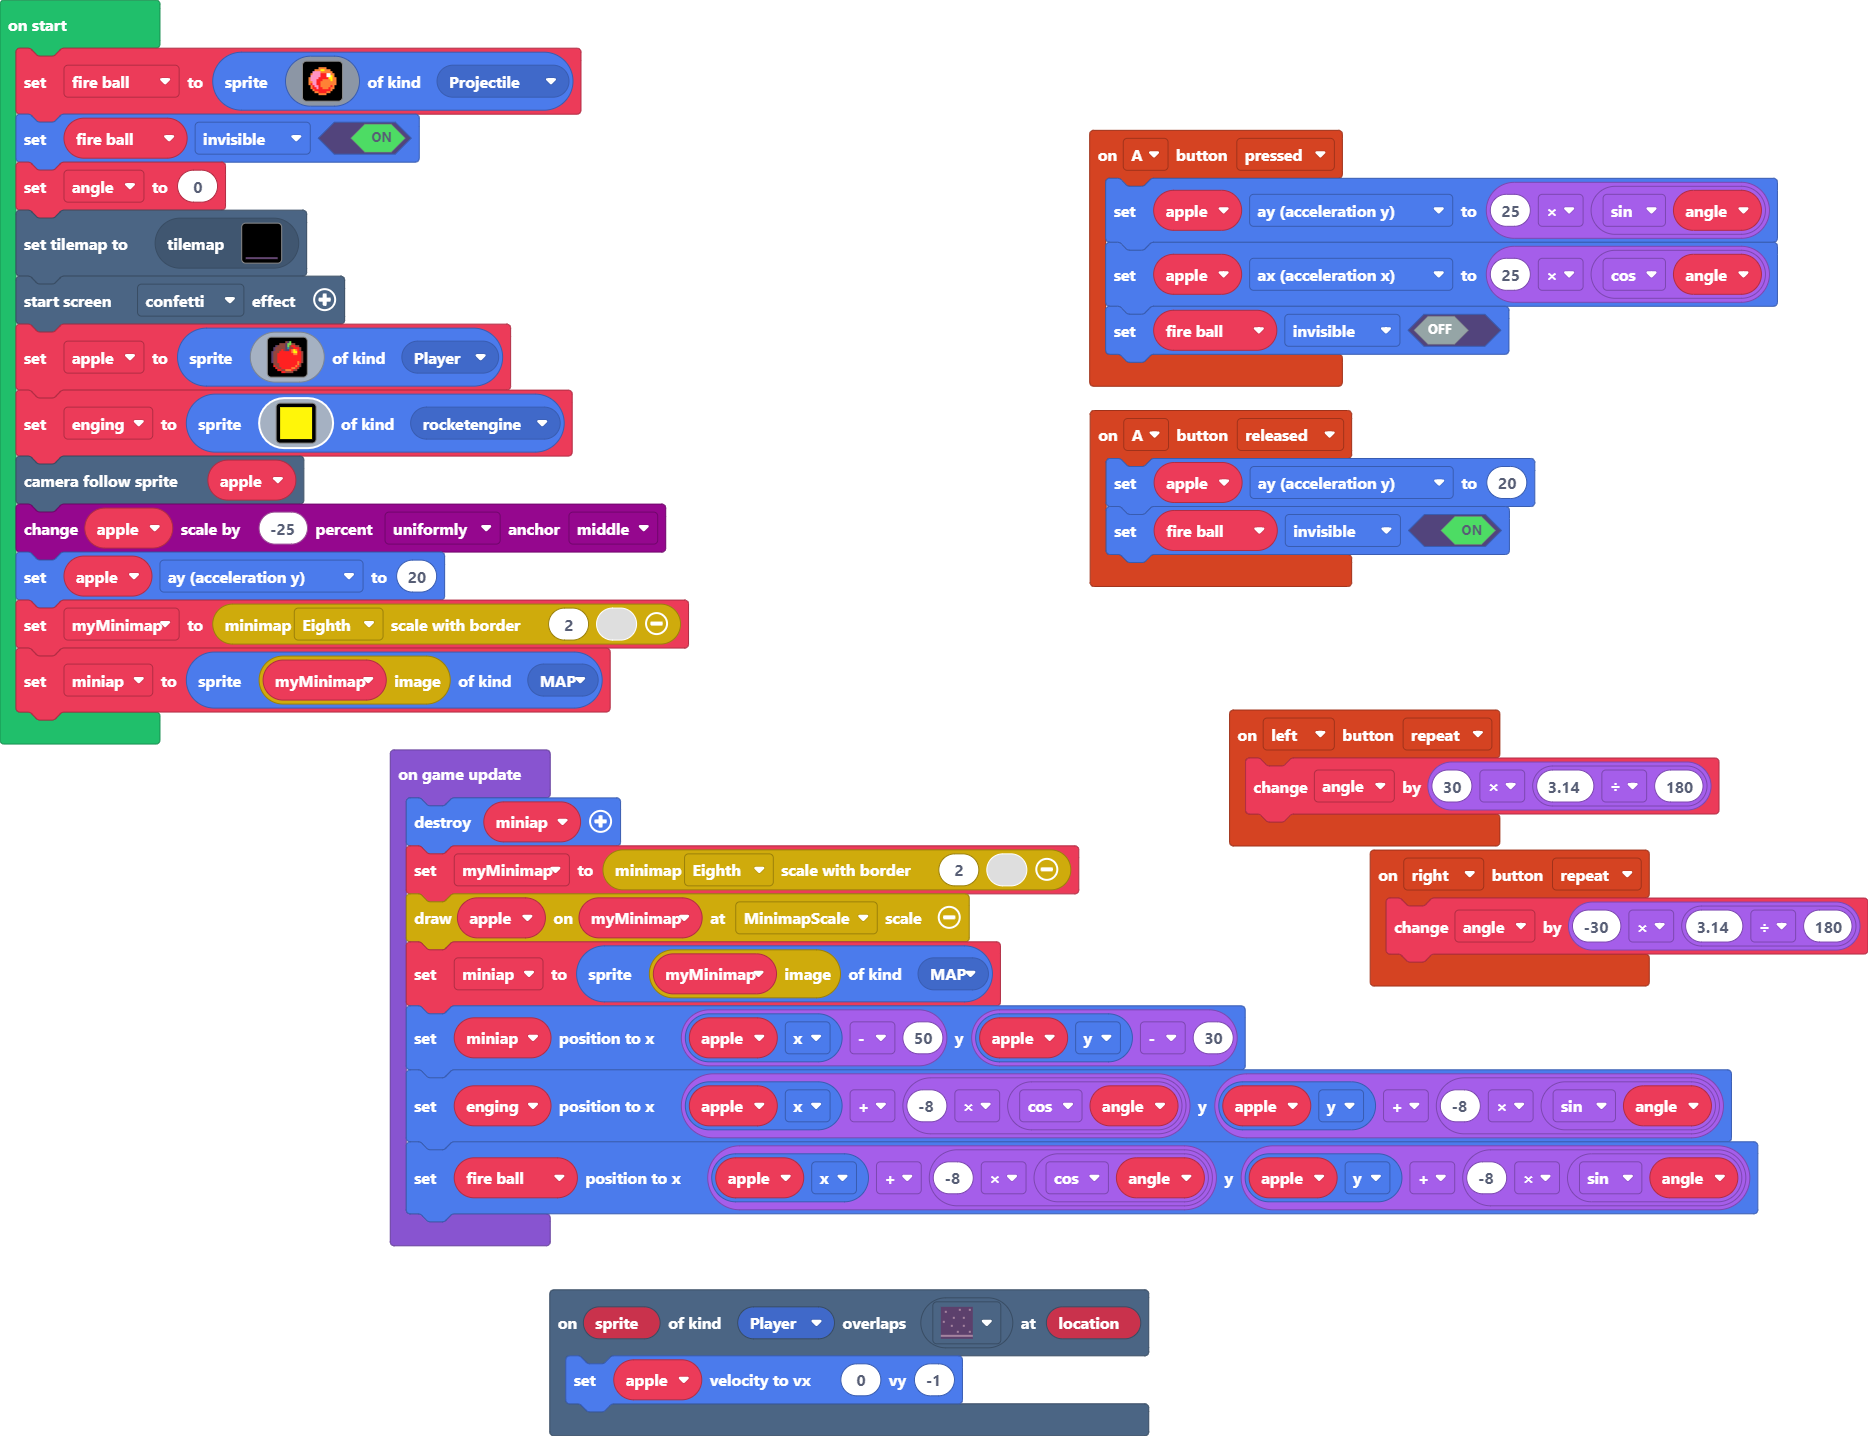 on start
set fire ball to sprite of kind Projectile
set fire ball invisible ON
set angle to 0
set tilemap to tilemap
start screen confetti effect
set apple to sprite of kind Player
set enging to sprite of kind rocketengine
camera follow sprite apple
change apple scale by -25 percent uniformly anchor middle
set apple ay (acceleration y) to 20
set myMinimap to minimap Eighth scale with border 2
set miniap to sprite myMinimap image of kind MAP
on A button pressed
set apple ay (acceleration y) to 25 × sin angle
set apple ax (acceleration x) to 25 × cos angle
set fire ball invisible OFF
on A button released
set apple ay (acceleration y) to 20
set fire ball invisible ON
on left button repeat
change angle by 30 × 3.14 ÷ 180
on right button repeat
change angle by -30 × 3.14 ÷ 180
on game update
destroy miniap
set myMinimap to minimap Eighth scale with border 2
draw apple on myMinimap at MinimapScale scale
set miniap to sprite myMinimap image of kind MAP
set miniap position to x apple x - 50 y apple y - 30
set enging position to x apple x + -8 × cos angle y apple y + -8 × sin angle
set fire ball position to x apple x + -8 × cos angle y apple y + -8 × sin angle
on sprite of kind Player overlaps at location
set apple velocity to vx 0 vy -1